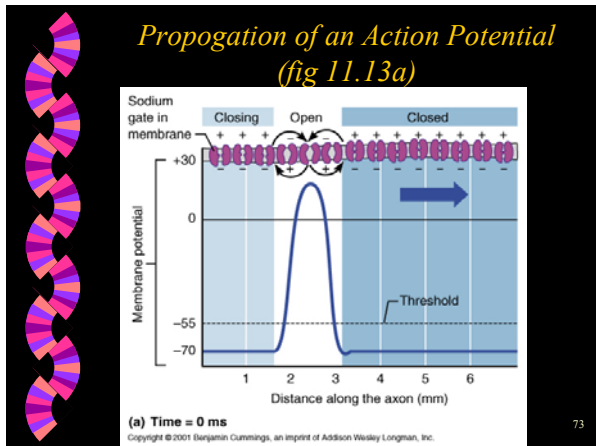 Propogation of an Action Potential
(fig 11.13a)
Sodium
gate in
membrane
Closing
Open
Closed
+ + +
− −
+ + + + + + + +
− − −
+ +
− − − − − − − −
+30
0
−55
−70
Membrane potential
Threshold
1 2 3 4 5 6
Distance along the axon (mm)
(a) Time = 0 ms
Copyright © 2001 Benjamin Cummings, an imprint of Addison Wesley Longman, Inc.
73